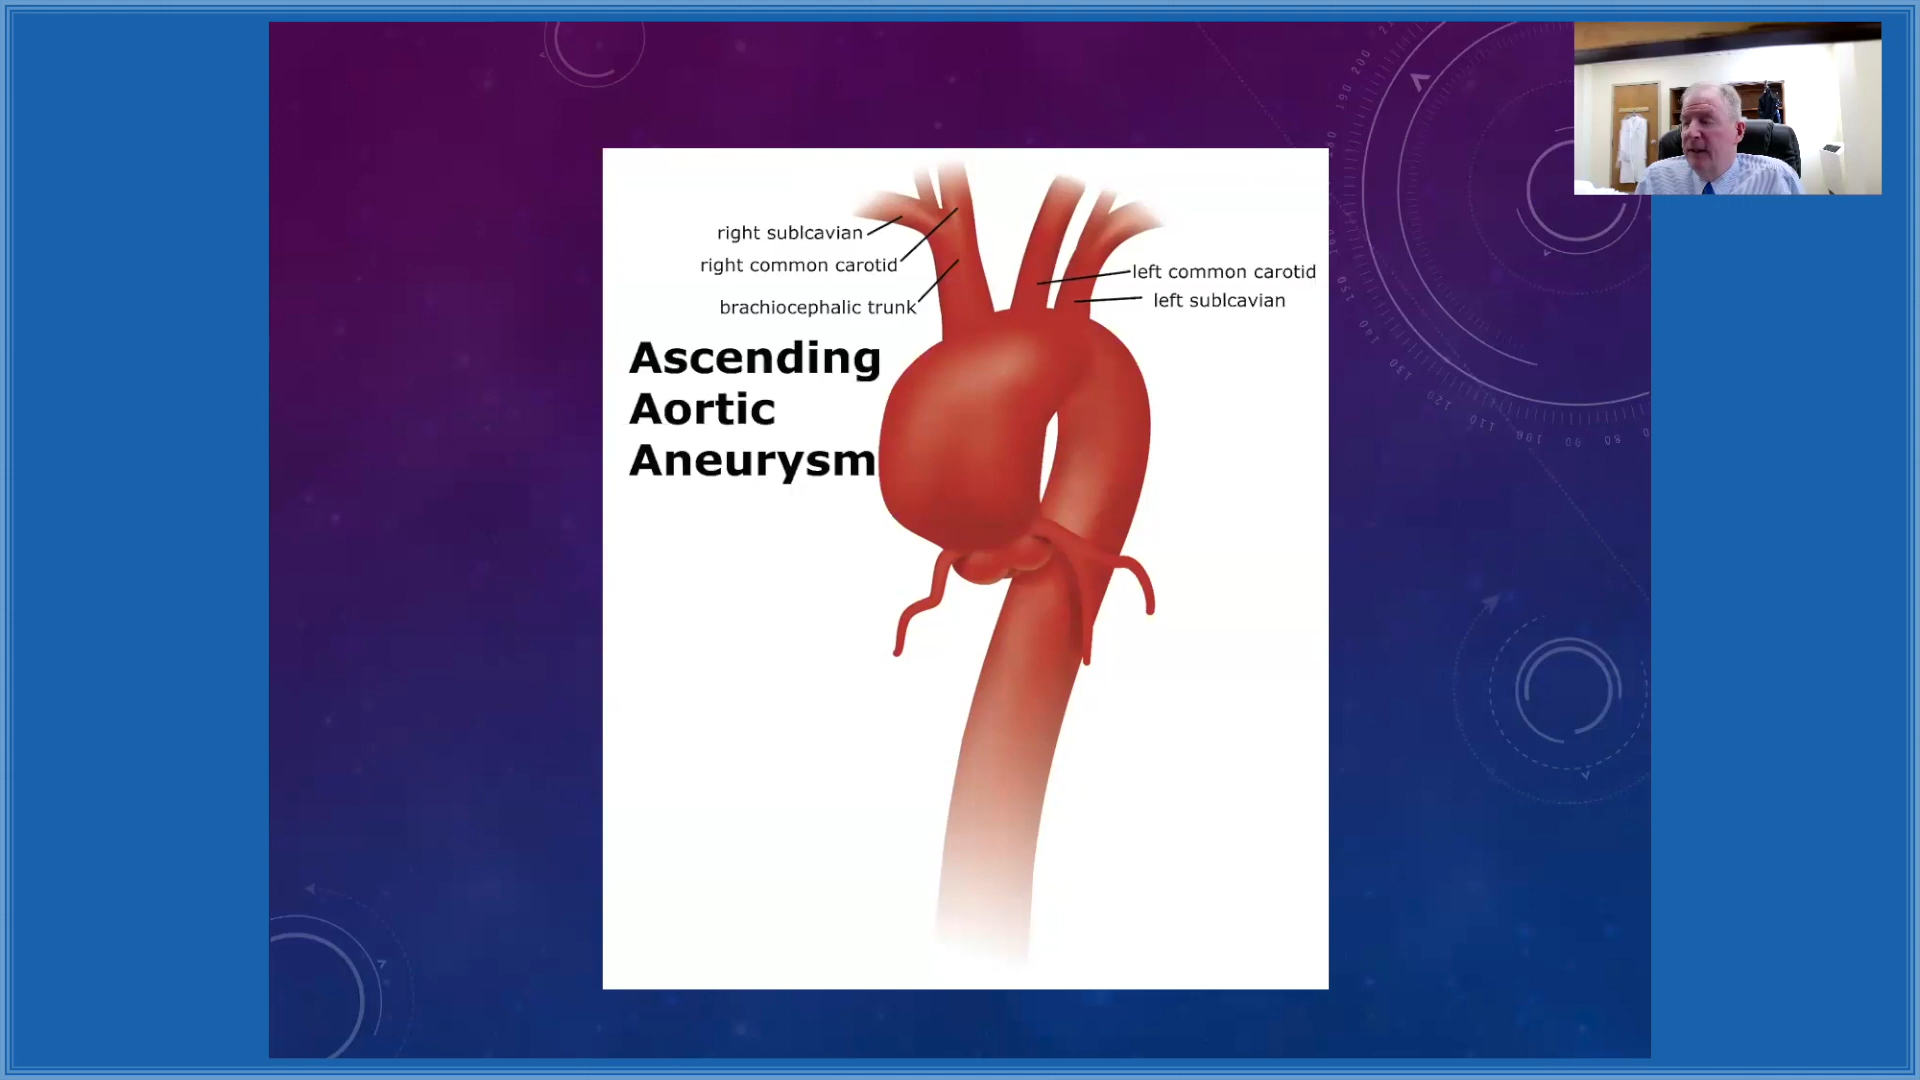 right sublcavian
right common carotid
brachiocephalic trunk
left common carotid
left sublcavian
Ascending
Aortic
Aneurysm